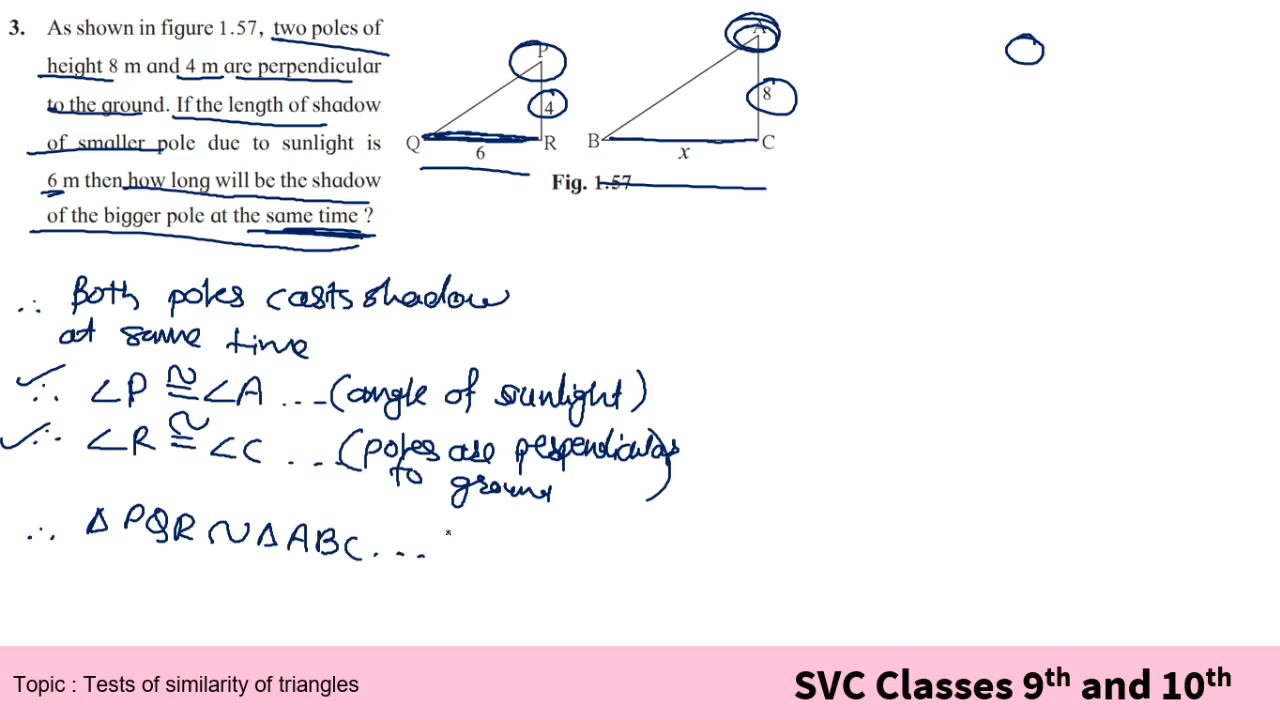 3. As shown in figure 1.57, two poles of
height 8 m and 4 m are perpendicular
to the ground. If the length of shadow
of smaller pole due to sunlight is
6 m then how long will be the shadow
of the bigger pole at the same time ?
P
4
Q
R
6
A
8
B
C
x
Fig. 1.57
∴ Both poles casts shadow
at same time
∴ ∠P ≅ ∠A ... (angle of sunlight)
∴ ∠R ≅ ∠C ... (poles are perpendicular
to ground)
∴ Δ PQR ~ Δ ABC ...
Topic : Tests of similarity of triangles
SVC Classes 9th and 10th